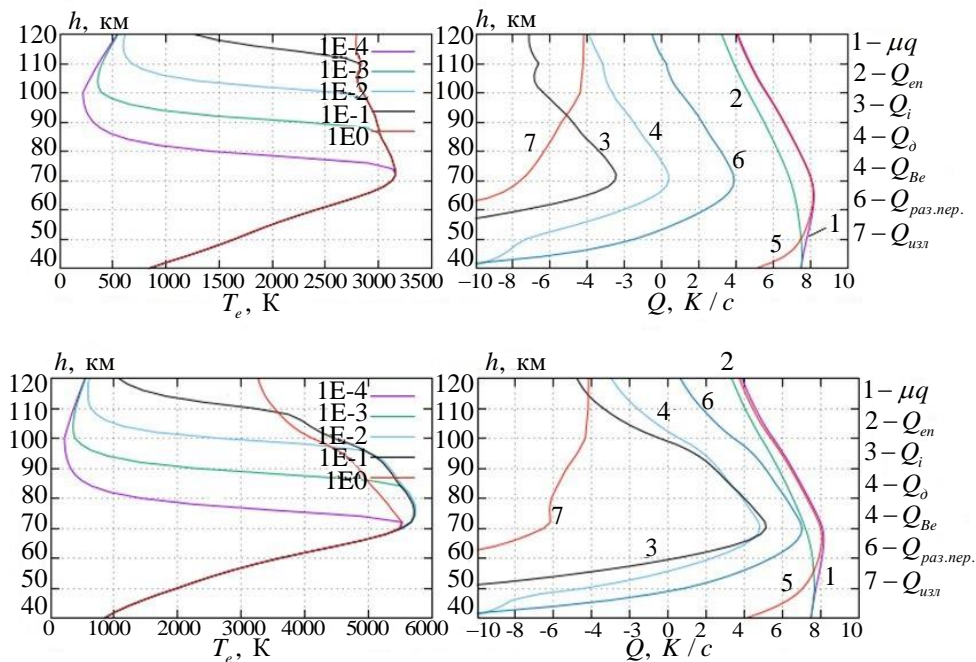 h, км
120
110
100
90
80
70
60
50
40
1E-4
1E-3
1E-2
1E-1
1E0
0 500 1000 1500 2000 2500 3000 3500
T_e, К
h, км
120
110
100
90
80
70
60
50
40
7 3 4 6 2 5 1
-10 -8 -6 -4 -3 0 2 4 6 8 10
Q, K / c
1 – μq
2 – Q_en
3 – Q_i
4 – Q_д
4 – Q_Be
6 – Q_раз.пер.
7 – Q_изл
h, км
120
110
100
90
80
70
60
50
40
1E-4
1E-3
1E-2
1E-1
1E0
0 1000 2000 3000 4000 5000 6000
T_e, К
h, км
120
110
100
90
80
70
60
50
40
2
4 6 7 3 5 1
-10 -8 -6 -4 -2 0 2 4 6 8 10
Q, K / c
1 – μq
2 – Q_en
3 – Q_i
4 – Q_д
4 – Q_Be
6 – Q_раз.пер.
7 – Q_изл